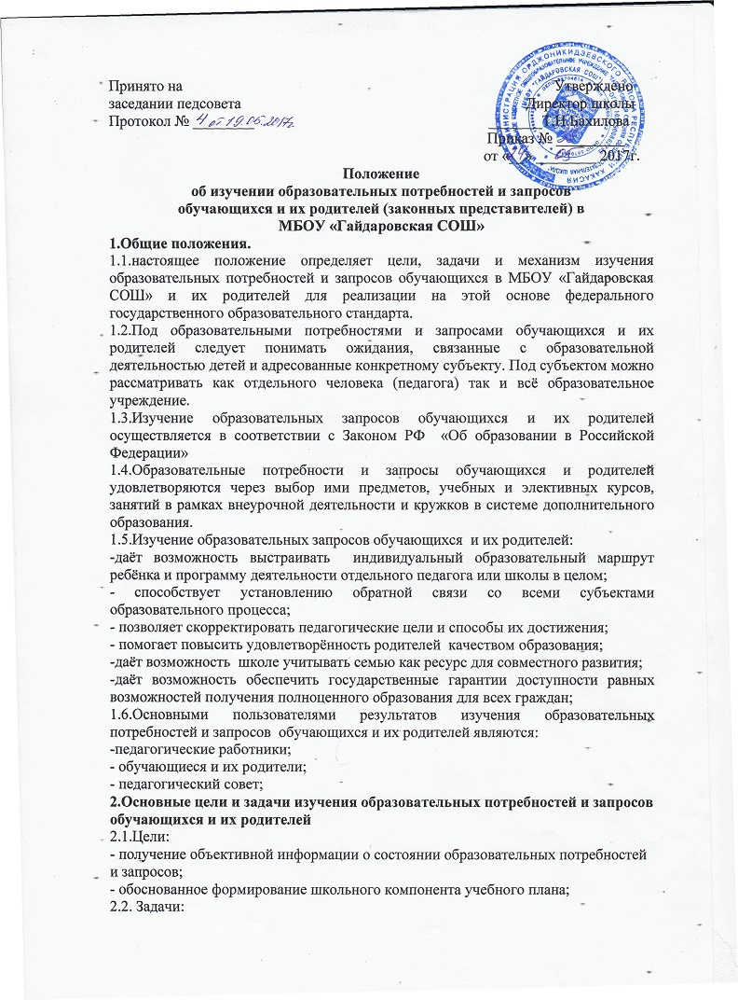 Принято на Утверждено
заседании педсовета Директор школы
Протокол № 4 от 19.05.2017г. Т.Н.Бахилова
Приказ №
от « 2017г.
Положение
об изучении образовательных потребностей и запросов
обучающихся и их родителей (законных представителей) в
МБОУ «Гайдаровская СОШ»
1.Общие положения.
1.1.настоящее положение определяет цели, задачи и механизм изучения
образовательных потребностей и запросов обучающихся в МБОУ «Гайдаровская
СОШ» и их родителей для реализации на этой основе федерального
государственного образовательного стандарта.
1.2.Под образовательными потребностями и запросами обучающихся и их
родителей следует понимать ожидания, связанные с образовательной
деятельностью детей и адресованные конкретному субъекту. Под субъектом можно
рассматривать как отдельного человека (педагога) так и всё образовательное
учреждение.
1.3.Изучение образовательных запросов обучающихся и их родителей
осуществляется в соответствии с Законом РФ «Об образовании в Российской
Федерации»
1.4.Образовательные потребности и запросы обучающихся и родителей
удовлетворяются через выбор ими предметов, учебных и элективных курсов,
занятий в рамках внеурочной деятельности и кружков в системе дополнительного
образования.
1.5.Изучение образовательных запросов обучающихся и их родителей:
-даёт возможность выстраивать индивидуальный образовательный маршрут
ребёнка и программу деятельности отдельного педагога или школы в целом;
- способствует установлению обратной связи со всеми субъектами
образовательного процесса;
- позволяет скорректировать педагогические цели и способы их достижения;
- помогает повысить удовлетворённость родителей качеством образования;
-даёт возможность школе учитывать семью как ресурс для совместного развития;
-даёт возможность обеспечить государственные гарантии доступности равных
возможностей получения полноценного образования для всех граждан;
1.6.Основными пользователями результатов изучения образовательных
потребностей и запросов обучающихся и их родителей являются:
-педагогические работники;
- обучающиеся и их родители;
- педагогический совет;
2.Основные цели и задачи изучения образовательных потребностей и запросов
обучающихся и их родителей
2.1.Цели:
- получение объективной информации о состоянии образовательных потребностей
и запросов;
- обоснованное формирование школьного компонента учебного плана;
2.2. Задачи: